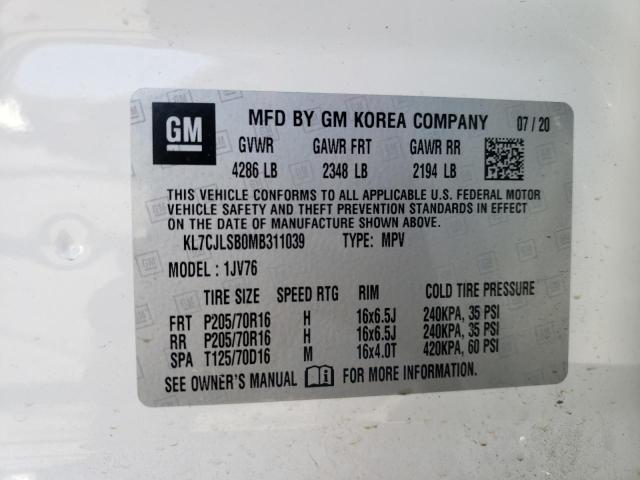 GM
MFD BY GM KOREA COMPANY 07 / 20
GVWR GAWR FRT GAWR RR
4286 LB 2348 LB 2194 LB
THIS VEHICLE CONFORMS TO ALL APPLICABLE U.S. FEDERAL MOTOR
VEHICLE SAFETY AND THEFT PREVENTION STANDARDS IN EFFECT
ON THE DATE OF MANUFACTURE SHOWN ABOVE.
KL7CJLSB0MB311039 TYPE: MPV
MODEL : 1JV76
TIRE SIZE SPEED RTG RIM COLD TIRE PRESSURE
FRT P205/70R16 H 16x6.5J 240KPA, 35 PSI
RR P205/70R16 H 16x6.5J 240KPA, 35 PSI
SPA T125/70D16 M 16x4.0T 420KPA, 60 PSI
SEE OWNER'S MANUAL FOR MORE INFORMATION.